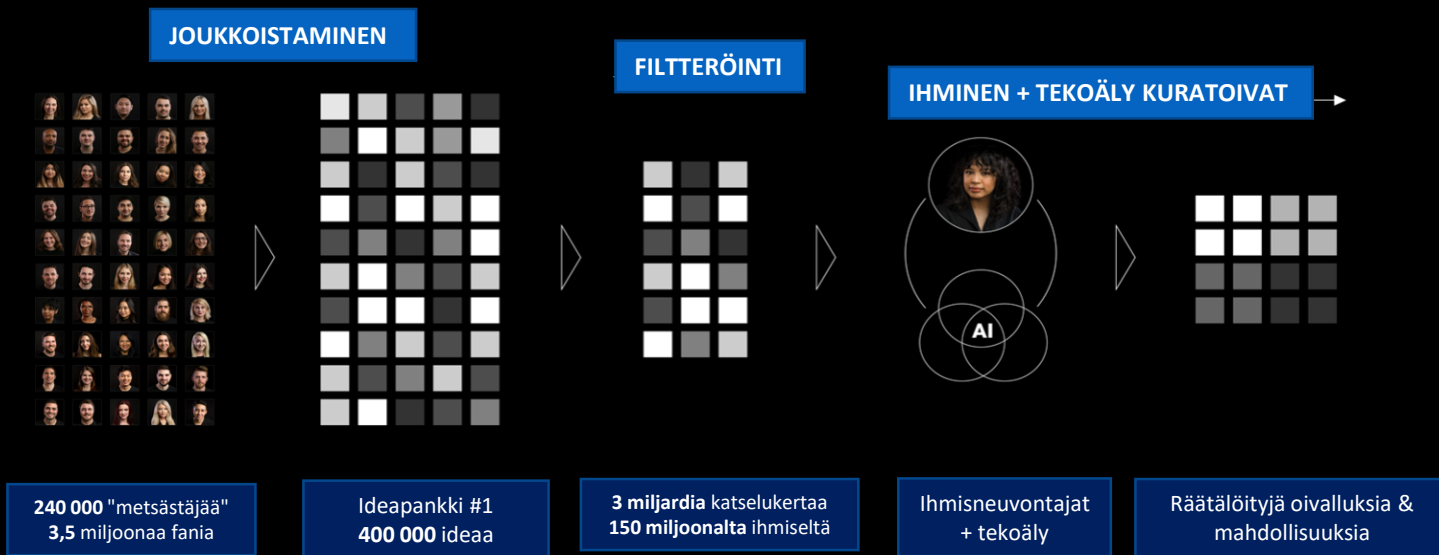 JOUKKOISTAMINEN
FILTTERÖINTI
IHMINEN + TEKOÄLY KURATOIVAT
AI
240 000 "metsästäjää"
3,5 miljoonaa fania
Ideapankki #1
400 000 ideaa
3 miljardia katselukertaa
150 miljoonalta ihmiseltä
Ihmisneuvontajat
+ tekoäly
Räätälöityjä oivalluksia &
mahdollisuuksia